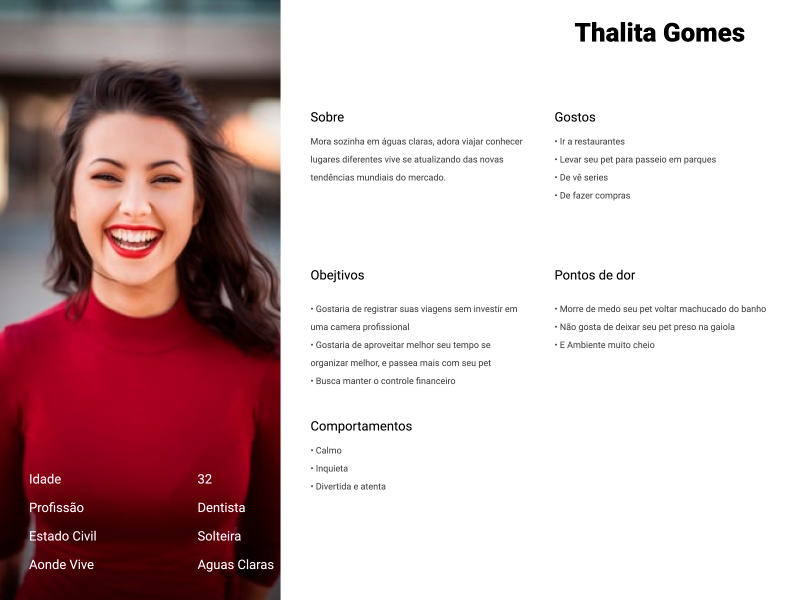 Thalita Gomes
Sobre
Mora sozinha em águas claras, adora viajar conhecer
lugares diferentes vive se atualizando das novas
tendências mundiais do mercado.
Gostos
• Ir a restaurantes
• Levar seu pet para passeio em parques
• De vê series
• De fazer compras
Obejtivos
• Gostaria de registrar suas viagens sem investir em
uma camera profissional
• Gostaria de aproveitar melhor seu tempo se
organizar melhor, e passea mais com seu pet
• Busca manter o controle financeiro
Pontos de dor
• Morre de medo seu pet voltar machucado do banho
• Não gosta de deixar seu pet preso na gaiola
• E Ambiente muito cheio
Comportamentos
• Calmo
• Inquieta
• Divertida e atenta
Idade 32
Profissão Dentista
Estado Civil Solteira
Aonde Vive Aguas Claras